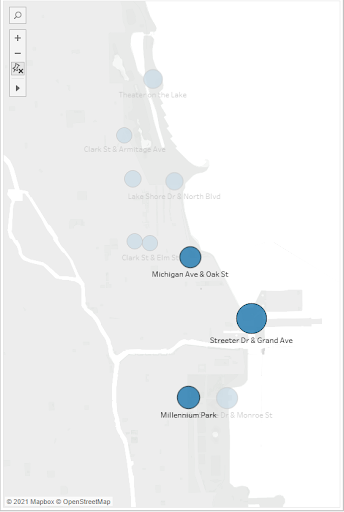 Theater on the Lake
Clark St & Armitage Ave
Lake Shore Dr & North Blvd
Clark St & Elm St
Michigan Ave & Oak St
Streeter Dr & Grand Ave
Millennium Park
Dr & Monroe St
© 2021 Mapbox © OpenStreetMap